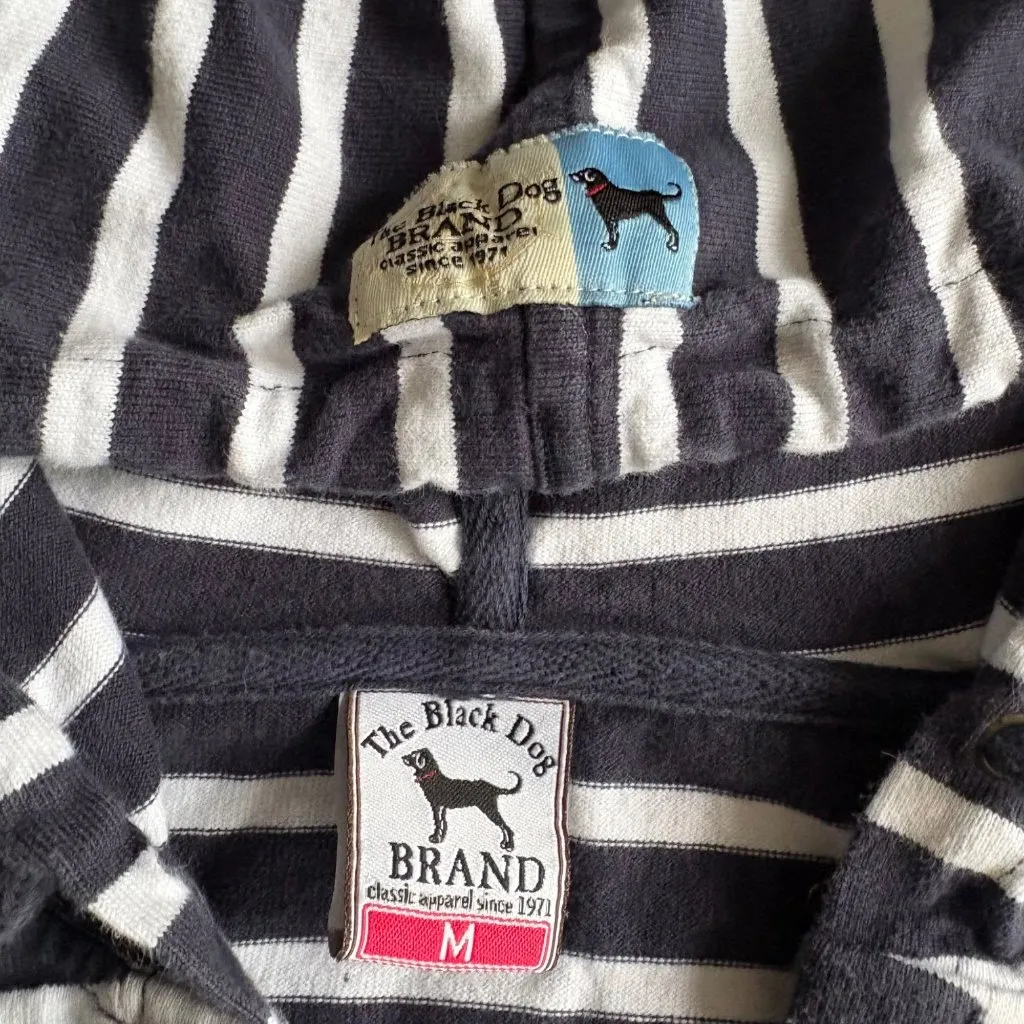 The Black Dog
BRAND
classic apparel
since 1971
The Black Dog
BRAND
classic apparel since 1971
M